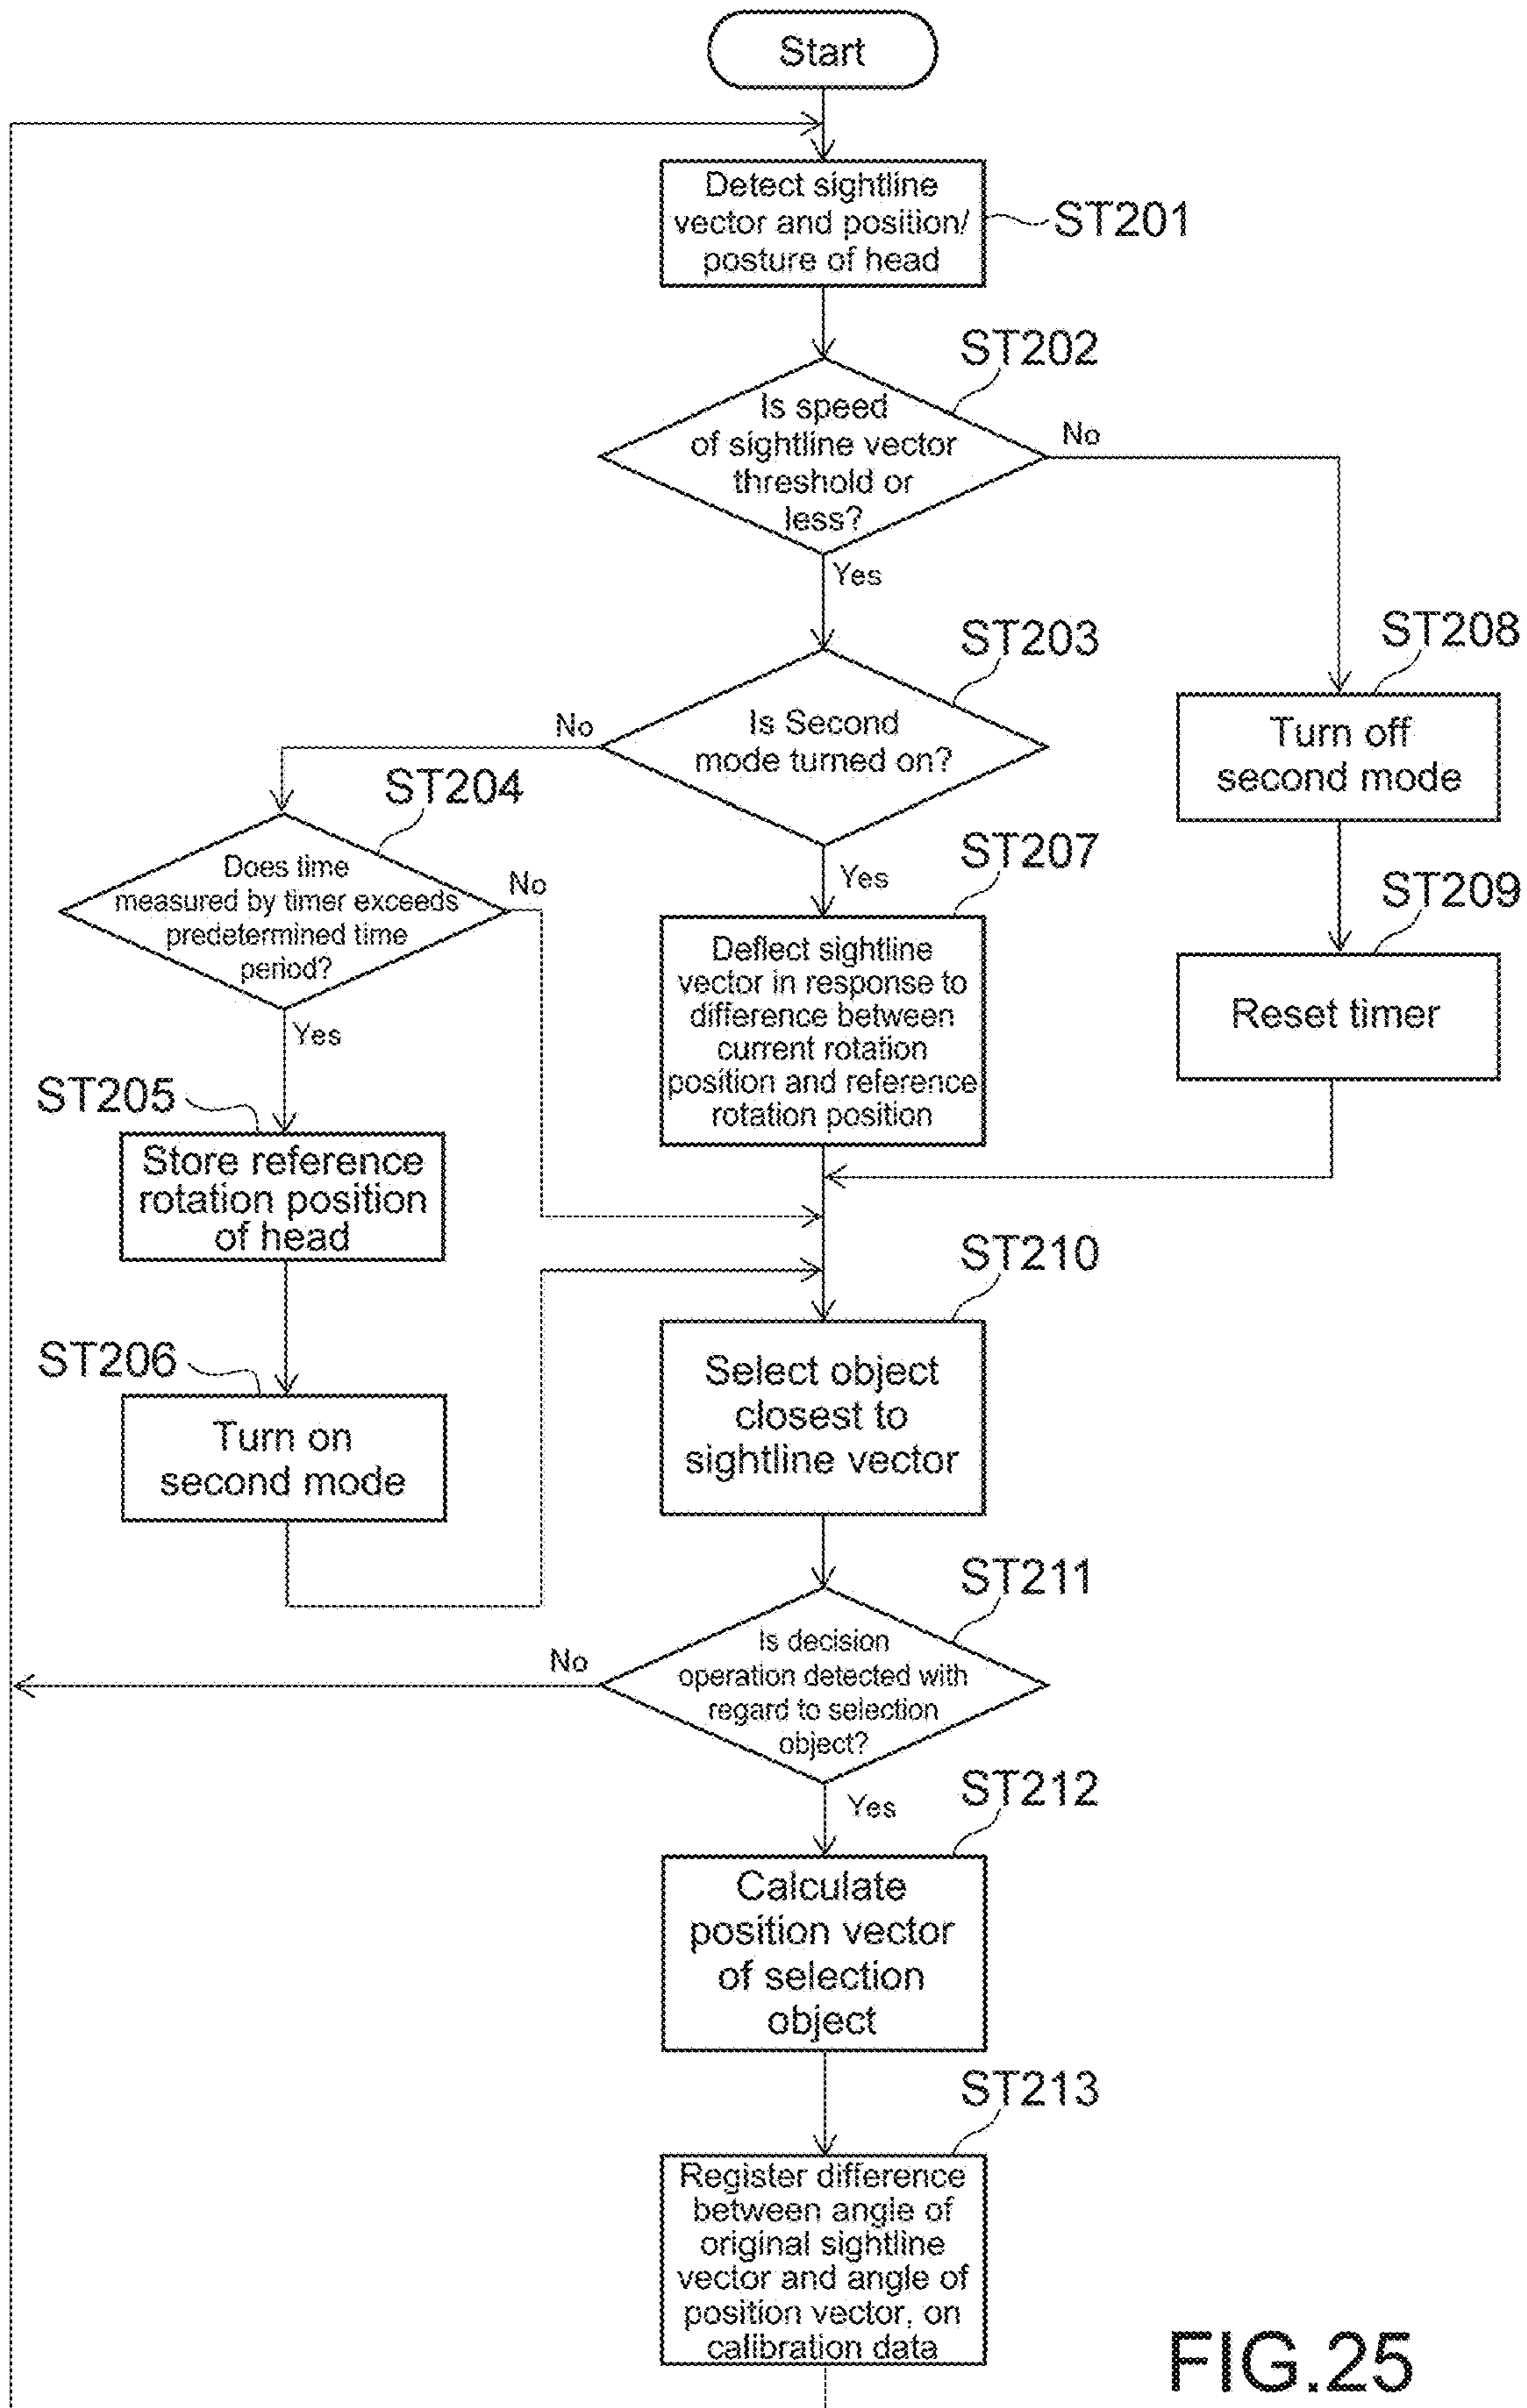 Start
Detect sightline
vector and position/
posture of head
ST201
ST202
Is speed
of sightline vector
threshold or
less?
No
Yes
ST203
Is Second
mode turned on?
No
Yes
ST208
Turn off
second mode
ST204
Does time
measured by timer exceeds
predetermined time
period?
No
Yes
ST207
Deflect sightline
vector in response to
difference between
current rotation
position and reference
rotation position
ST209
Reset timer
ST205
Store reference
rotation position
of head
ST206
Turn on
second mode
ST210
Select object
closest to
sightline vector
ST211
Is decision
operation detected with
regard to selection
object?
No
Yes
ST212
Calculate
position vector
of selection
object
ST213
Register difference
between angle of
original sightline
vector and angle of
position vector, on
calibration data
FIG.25